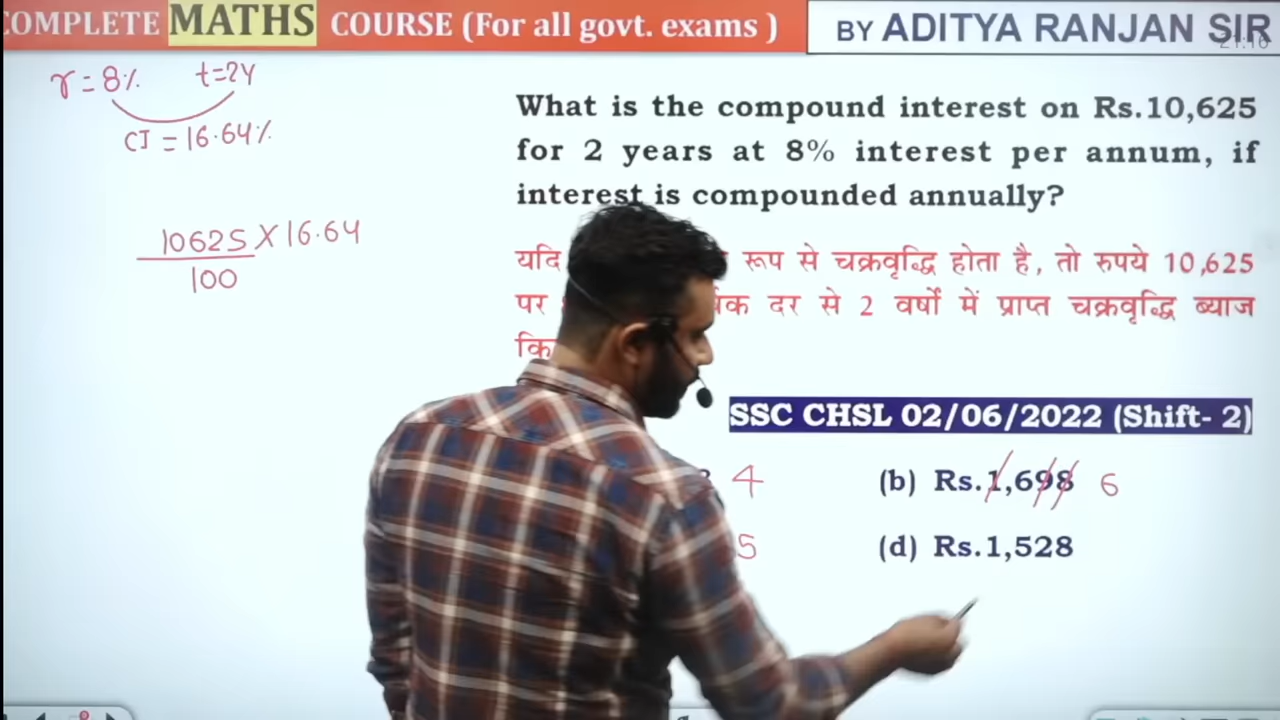 COMPLETE MATHS COURSE (For all govt. exams )
BY ADITYA RANJAN SIR
21:10
r = 8% t=2Y
CI = 16.64%
10625 × 16.64
100
What is the compound interest on Rs.10,625
for 2 years at 8% interest per annum, if
interest is compounded annually?
यदि रूप से चक्रवृद्धि होता है, तो रुपये 10,625
पर दर से 2 वर्षों में प्राप्त चक्रवृद्धि ब्याज
SSC CHSL 02/06/2022 (Shift- 2)
4 (b) Rs.1,698 6
5 (d) Rs.1,528